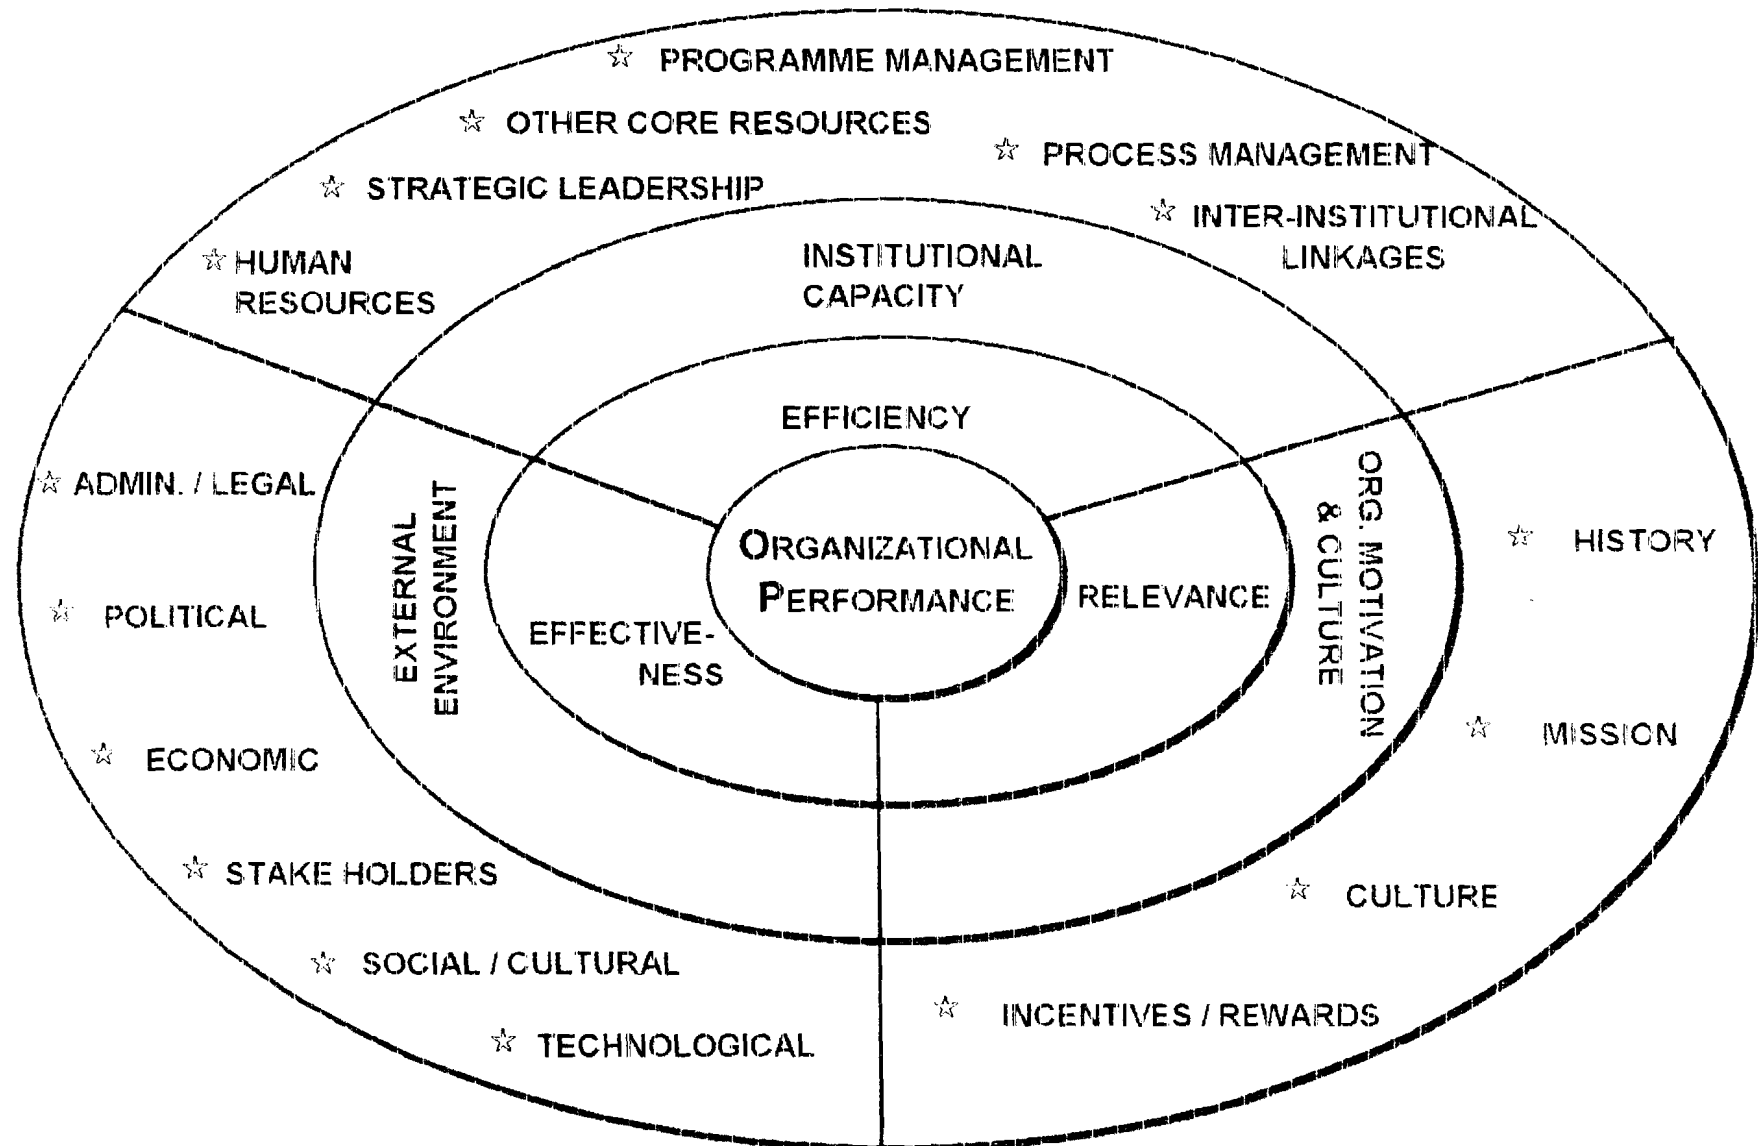 ☆ PROGRAMME MANAGEMENT
☆ OTHER CORE RESOURCES
☆ PROCESS MANAGEMENT
☆ STRATEGIC LEADERSHIP
☆ INTER-INSTITUTIONAL
LINKAGES
☆ HUMAN
RESOURCES
INSTITUTIONAL
CAPACITY
EFFICIENCY
☆ ADMIN. / LEGAL
☆ POLITICAL
☆ ECONOMIC
☆ STAKE HOLDERS
☆ SOCIAL / CULTURAL
☆ TECHNOLOGICAL
EXTERNAL
ENVIRONMENT
EFFECTIVE-
NESS
ORGANIZATIONAL
PERFORMANCE
RELEVANCE
ORG. MOTIVATION
& CULTURE
☆ HISTORY
☆ MISSION
☆ CULTURE
☆ INCENTIVES / REWARDS